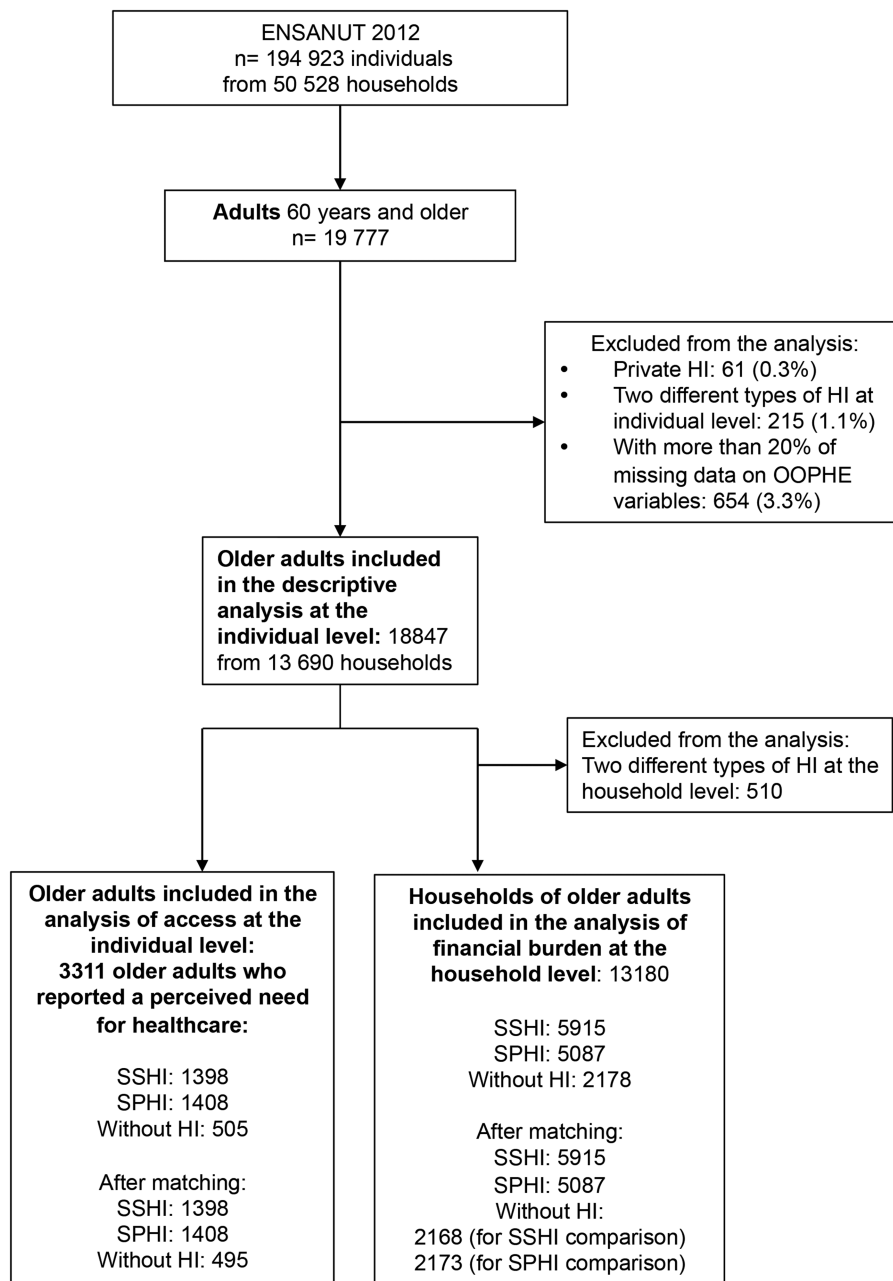 ENSANUT 2012
n= 194 923 individuals
from 50 528 households
Adults 60 years and older
n= 19 777
Excluded from the analysis:
• Private HI: 61 (0.3%)
• Two different types of HI at
individual level: 215 (1.1%)
• With more than 20% of
missing data on OOPHE
variables: 654 (3.3%)
Older adults included
in the descriptive
analysis at the
individual level: 18847
from 13 690 households
Excluded from the analysis:
Two different types of HI at the
household level: 510
Older adults included in the
analysis of access at the
individual level:
3311 older adults who
reported a perceived need
for healthcare:
SSHI: 1398
SPHI: 1408
Without HI: 505
After matching:
SSHI: 1398
SPHI: 1408
Without HI: 495
Households of older adults
included in the analysis of
financial burden at the
household level: 13180
SSHI: 5915
SPHI: 5087
Without HI: 2178
After matching:
SSHI: 5915
SPHI: 5087
Without HI:
2168 (for SSHI comparison)
2173 (for SPHI comparison)